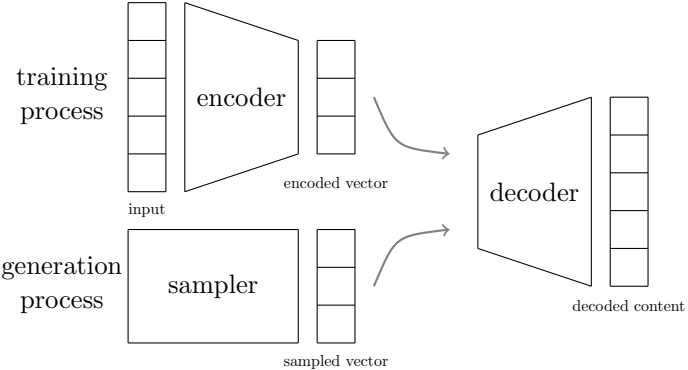 training
process
encoder
encoded vector
input
decoder
decoded content
generation
process
sampler
sampled vector